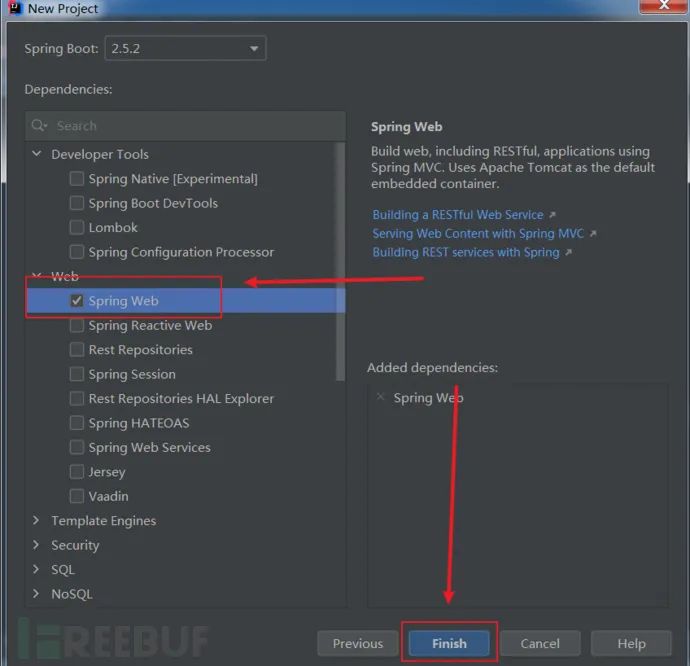 New Project
Spring Boot: 2.5.2
Dependencies:
Search
Developer Tools
Spring Native [Experimental]
Spring Boot DevTools
Lombok
Spring Configuration Processor
Web
Spring Web
Spring Reactive Web
Rest Repositories
Spring Session
Rest Repositories HAL Explorer
Spring HATEOAS
Spring Web Services
Jersey
Vaadin
Template Engines
Security
SQL
NoSQL
Spring Web
Build web, including RESTful, applications using
Spring MVC. Uses Apache Tomcat as the default
embedded container.
Building a RESTful Web Service
Serving Web Content with Spring MVC
Building REST services with Spring
Added dependencies:
Spring Web
Previous
Finish
Cancel
Help
FREEBUF